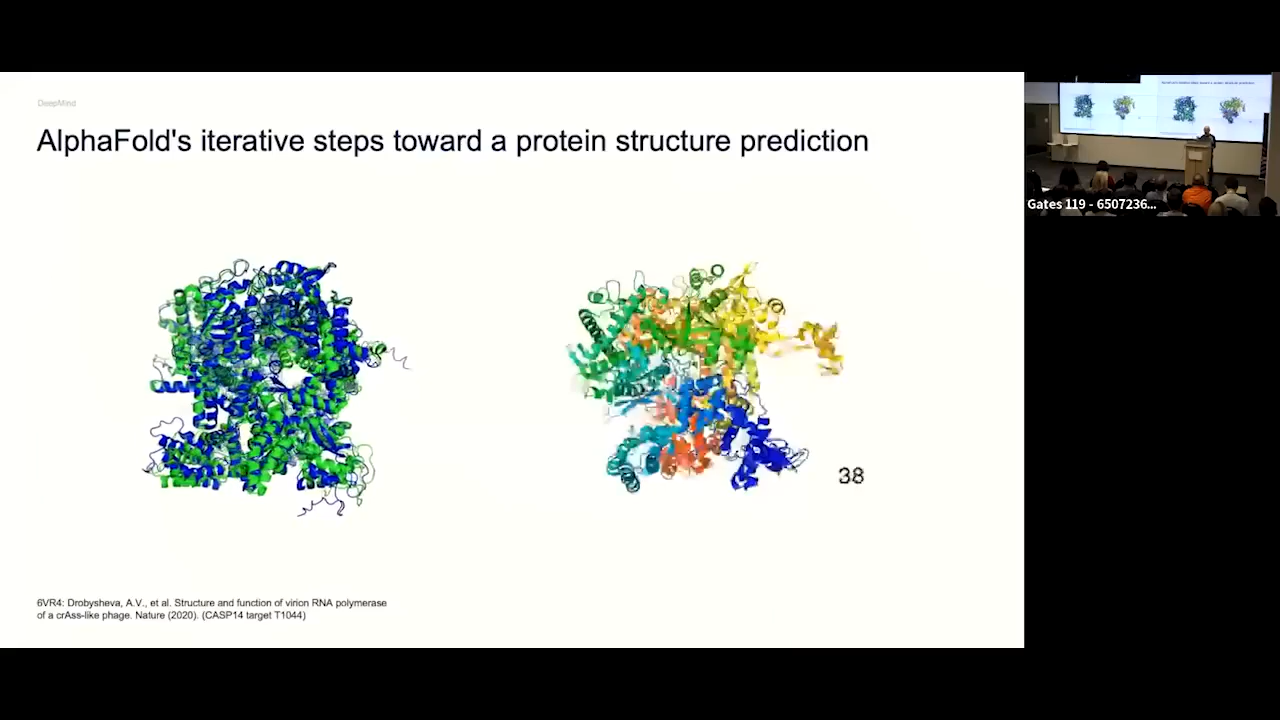 DeepMind
AlphaFold's iterative steps toward a protein structure prediction
Gates 119 - 6507236...
38
6VR4: Drobysheva, A.V., et al. Structure and function of virion RNA polymerase
of a crAss-like phage. Nature (2020). (CASP14 target T1044)